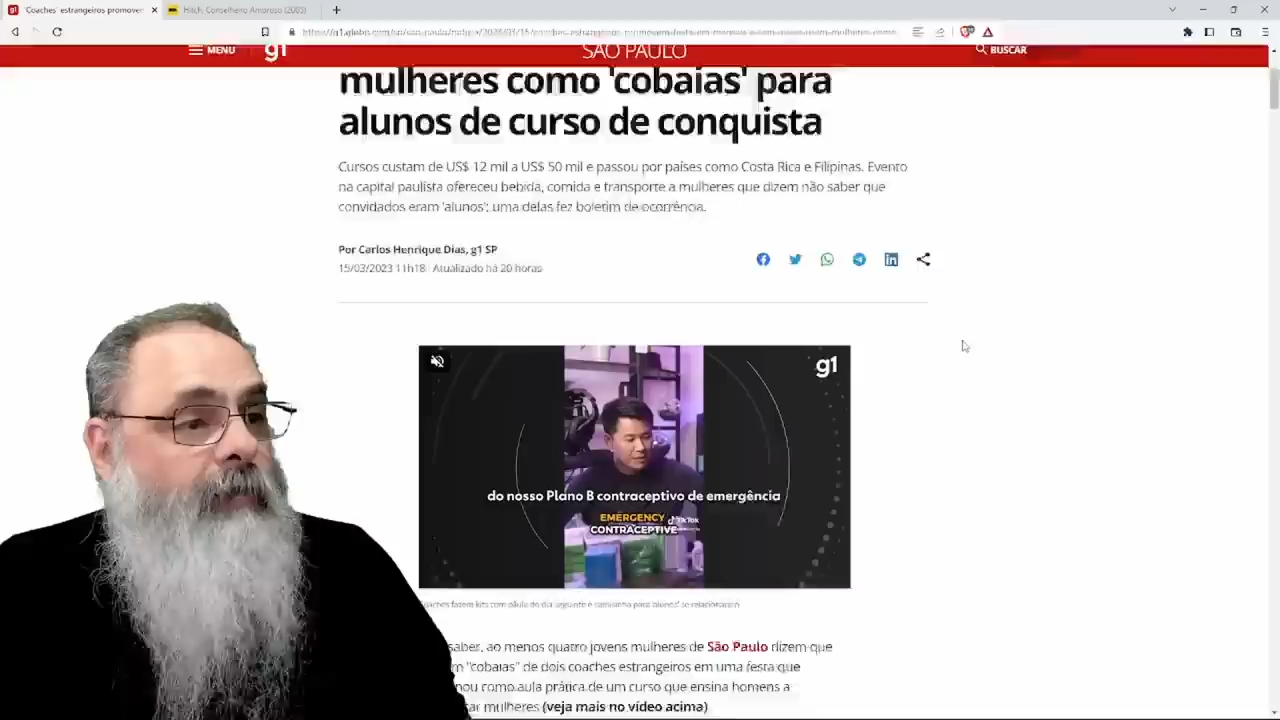 'Coaches' estrangeiros promover
Hitch, Conselheiro Amoroso (2005)
MENU
g1
SÃO PAULO
BUSCAR
mulheres como 'cobaias' para
alunos de curso de conquista
Cursos custam de US$ 12 mil a US$ 50 mil e passou por países como Costa Rica e Filipinas. Evento
na capital paulista ofereceu bebida, comida e transporte a mulheres que dizem não saber que
convidados eram 'alunos'; uma delas fez boletim de ocorrência.
Por Carlos Henrique Dias, g1 SP
15/03/2023 11h18 Atualizado há 20 horas
g1
do nosso Plano B contraceptivo de emergência
EMERGENCY
TikTok
CONTRACEPTIVE
coaches fazem kits com pílula do dia seguinte e camisinha para 'alunos' se relacionarem
saber, ao menos quatro jovens mulheres de São Paulo dizem que
m "cobaias" de dois coaches estrangeiros em uma festa que
nou como aula prática de um curso que ensina homens a
ar mulheres (veja mais no vídeo acima)